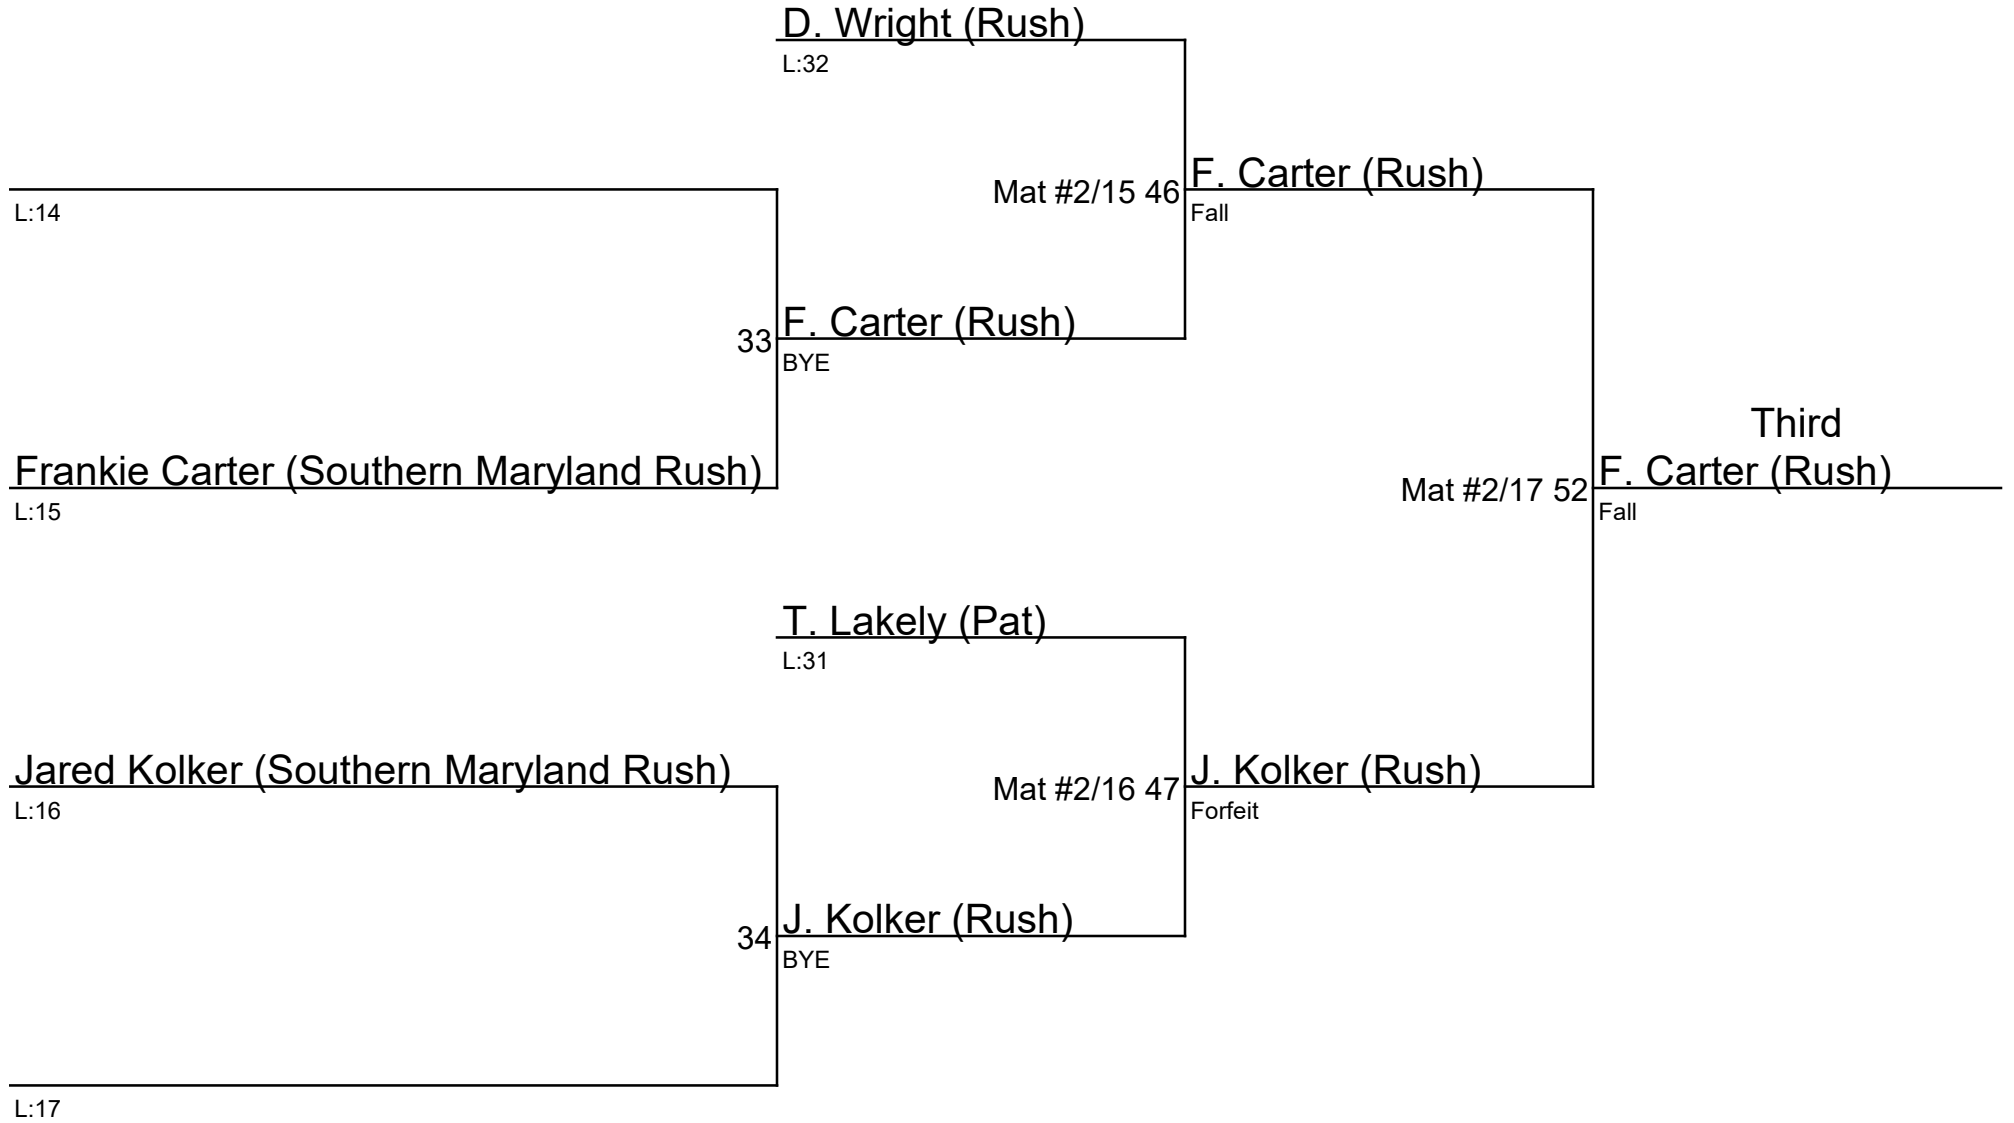 D. Wright (Rush)
L:32
Mat #2/15 46
F. Carter (Rush)
Fall
L:14
33
F. Carter (Rush)
BYE
Third
Frankie Carter (Southern Maryland Rush)
L:15
Mat #2/17 52
F. Carter (Rush)
Fall
T. Lakely (Pat)
L:31
Jared Kolker (Southern Maryland Rush)
L:16
Mat #2/16 47
J. Kolker (Rush)
Forfeit
34
J. Kolker (Rush)
BYE
L:17